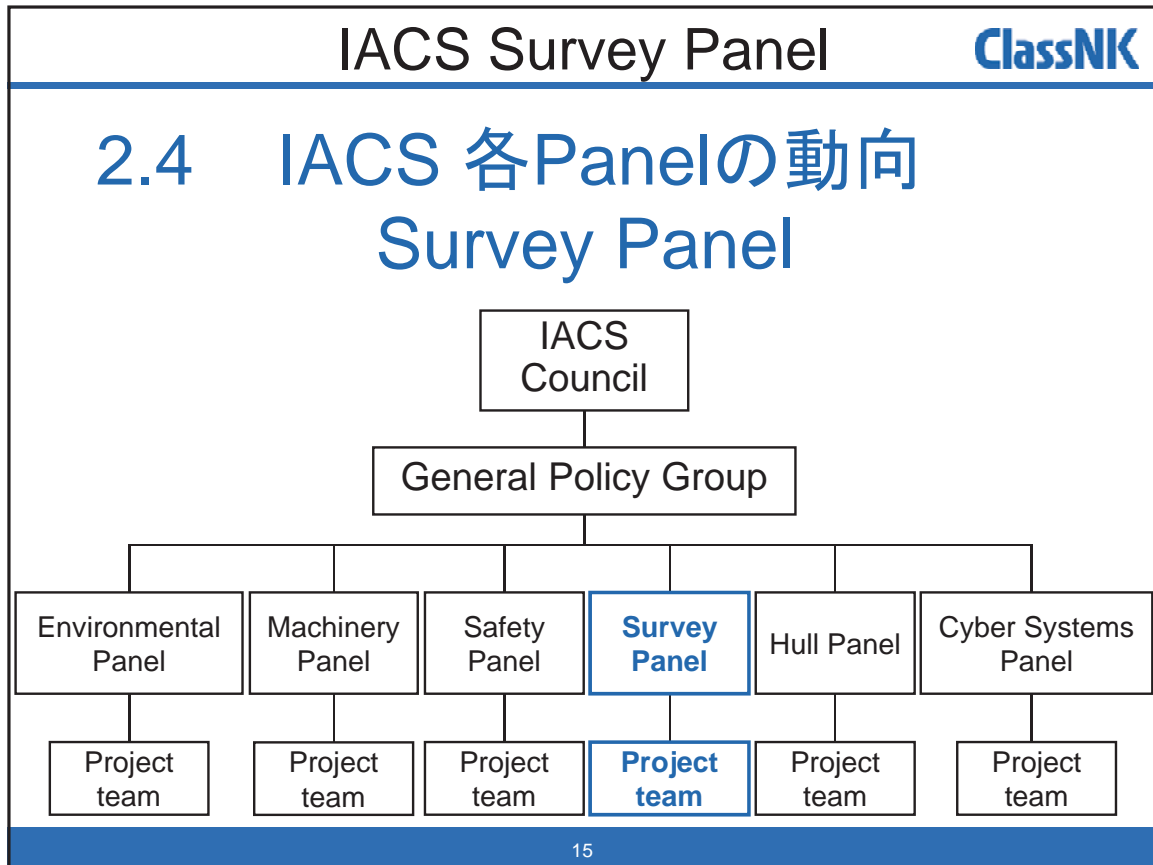 IACS Survey Panel
ClassNK
2.4 IACS 各Panelの動向
Survey Panel
IACS
Council
General Policy Group
Environmental
Panel
Machinery
Panel
Safety
Panel
Survey
Panel
Hull Panel
Cyber Systems
Panel
Project
team
Project
team
Project
team
Project
team
Project
team
Project
team
15